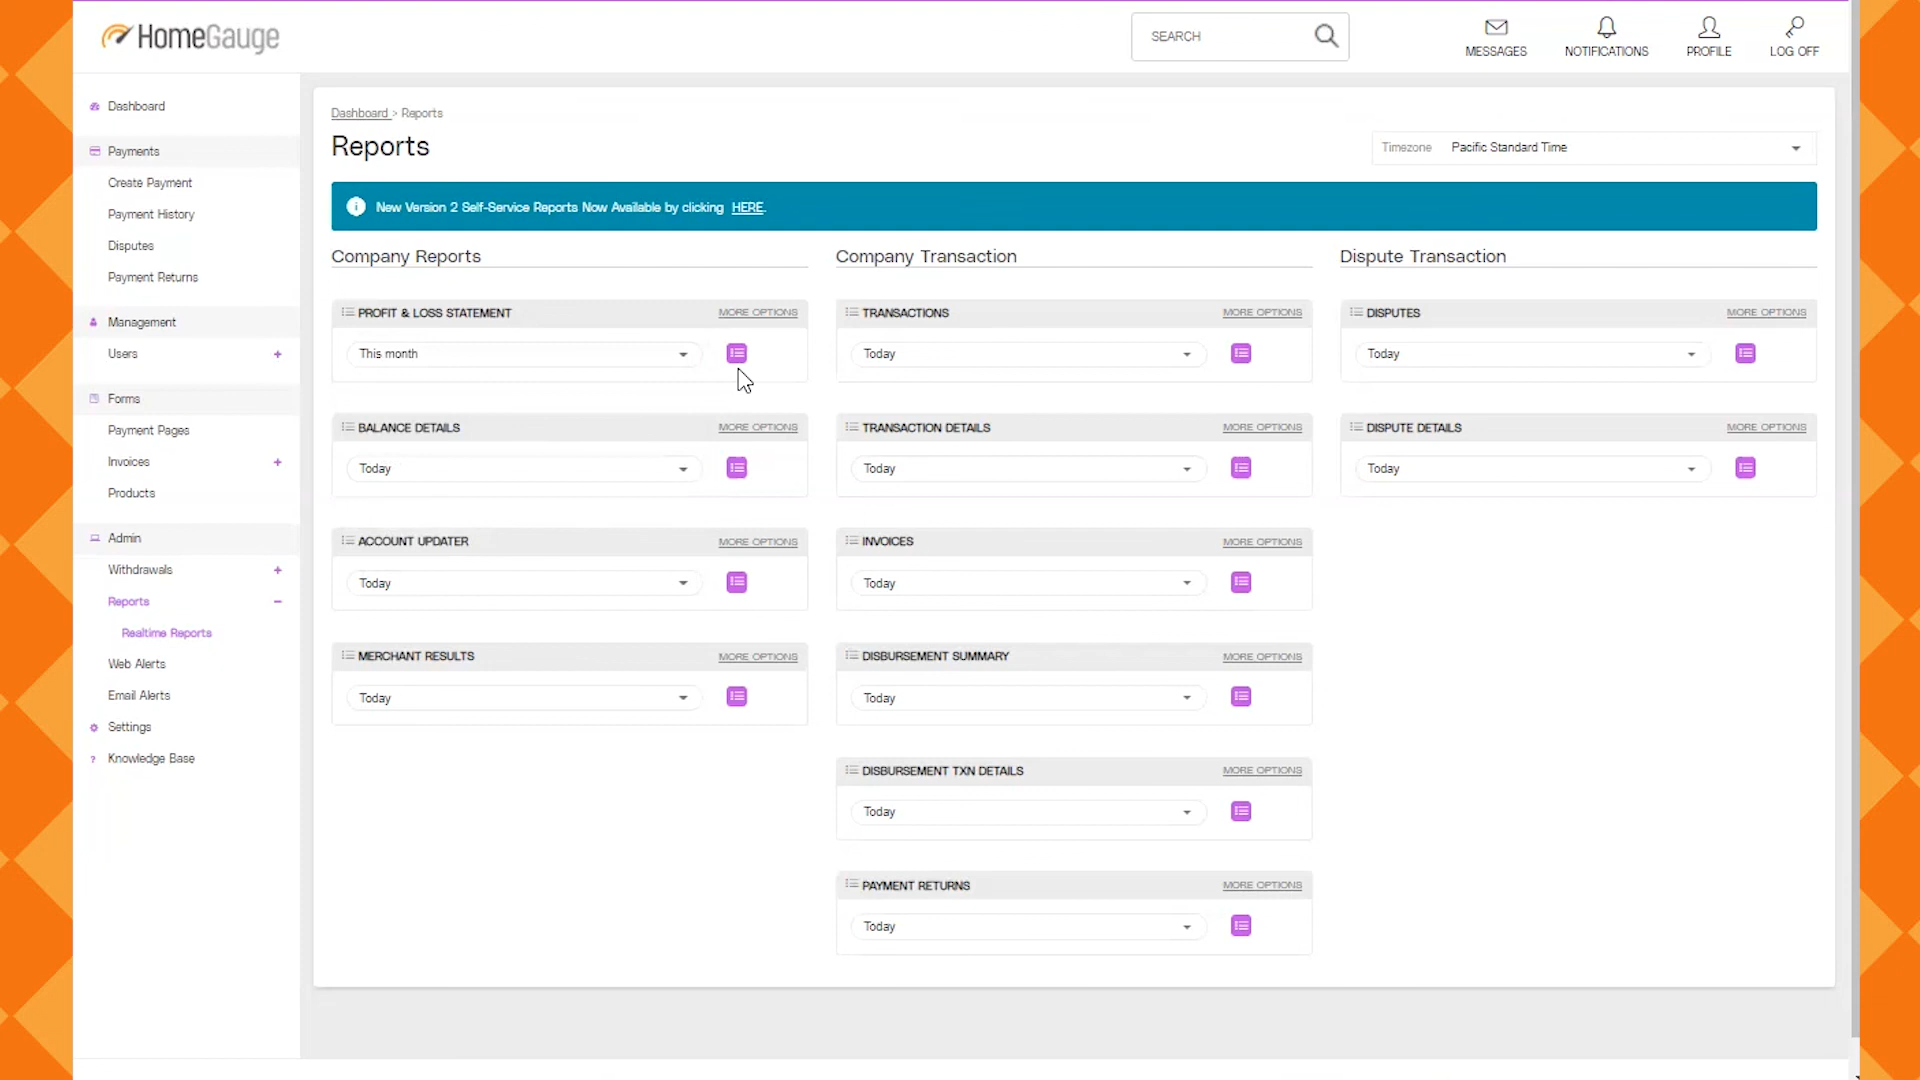 HomeGauge
SEARCH
MESSAGES
NOTIFICATIONS
PROFILE
LOG OFF
Dashboard
Payments
Create Payment
Payment History
Disputes
Payment Returns
Management
Users +
Forms
Payment Pages
Invoices +
Products
Admin
Withdrawals +
Reports −
Realtime Reports
Web Alerts
Email Alerts
Settings
? Knowledge Base
Dashboard > Reports
Reports
Timezone Pacific Standard Time
New Version 2 Self-Service Reports Now Available by clicking HERE.
Company Reports
PROFIT & LOSS STATEMENT MORE OPTIONS
This month
BALANCE DETAILS MORE OPTIONS
Today
ACCOUNT UPDATER MORE OPTIONS
Today
MERCHANT RESULTS MORE OPTIONS
Today
Company Transaction
TRANSACTIONS MORE OPTIONS
Today
TRANSACTION DETAILS MORE OPTIONS
Today
INVOICES MORE OPTIONS
Today
DISBURSEMENT SUMMARY MORE OPTIONS
Today
DISBURSEMENT TXN DETAILS MORE OPTIONS
Today
PAYMENT RETURNS MORE OPTIONS
Today
Dispute Transaction
DISPUTES MORE OPTIONS
Today
DISPUTE DETAILS MORE OPTIONS
Today